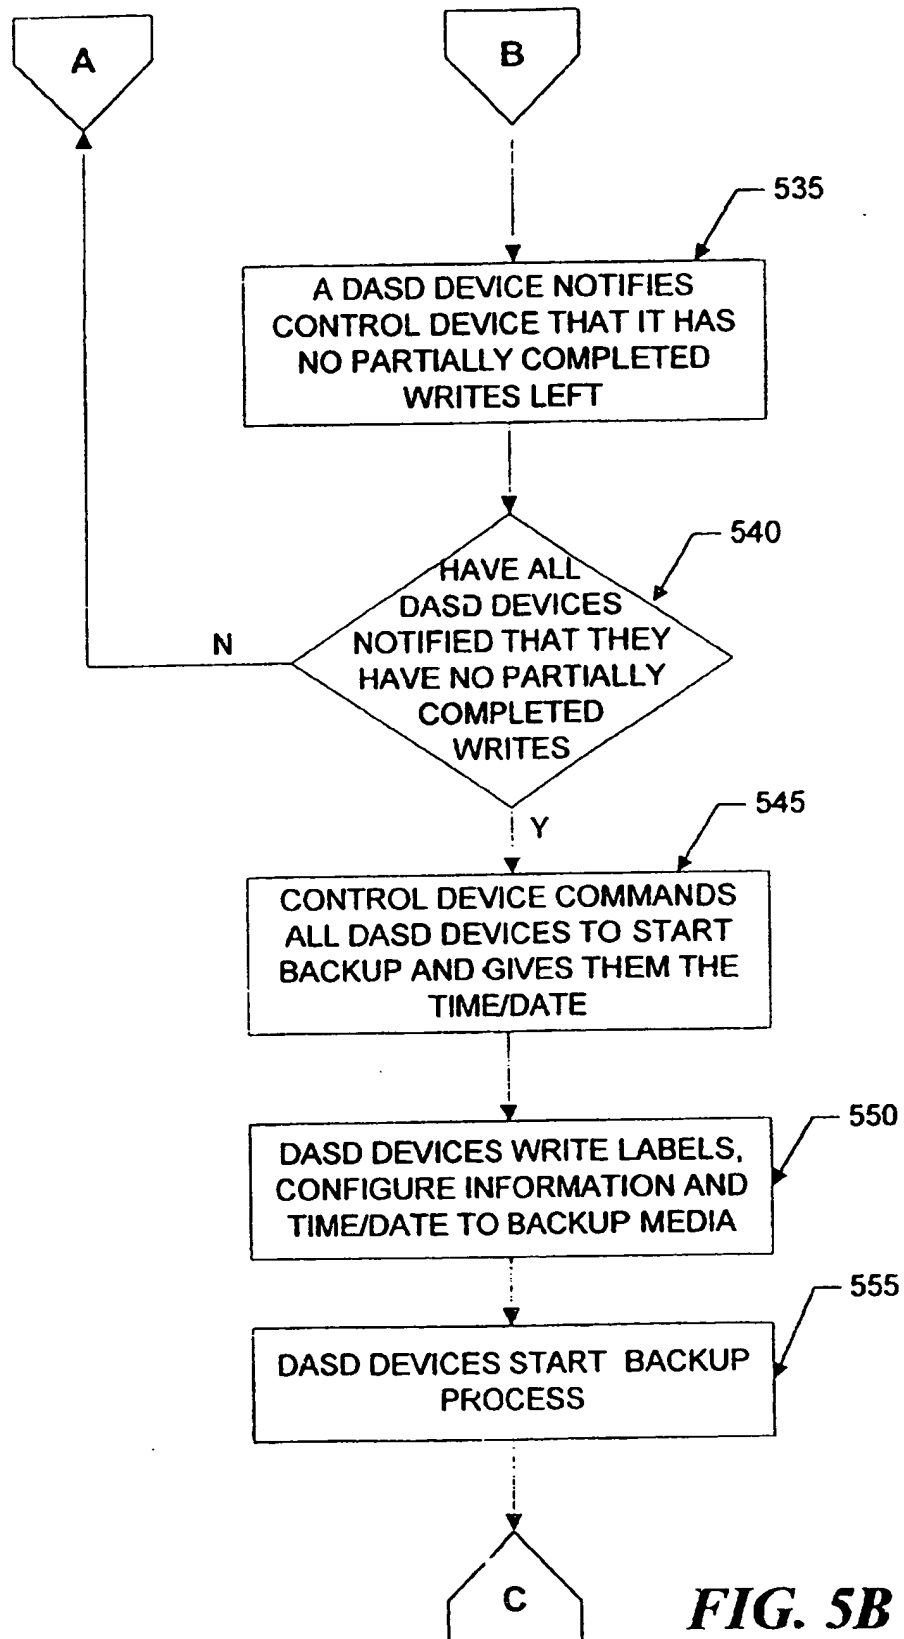 A
B
535
A DASD DEVICE NOTIFIES
CONTROL DEVICE THAT IT HAS
NO PARTIALLY COMPLETED
WRITES LEFT
540
HAVE ALL
DASD DEVICES
NOTIFIED THAT THEY
HAVE NO PARTIALLY
COMPLETED
WRITES
N
Y
545
CONTROL DEVICE COMMANDS
ALL DASD DEVICES TO START
BACKUP AND GIVES THEM THE
TIME/DATE
550
DASD DEVICES WRITE LABELS,
CONFIGURE INFORMATION AND
TIME/DATE TO BACKUP MEDIA
555
DASD DEVICES START BACKUP
PROCESS
C
FIG. 5B